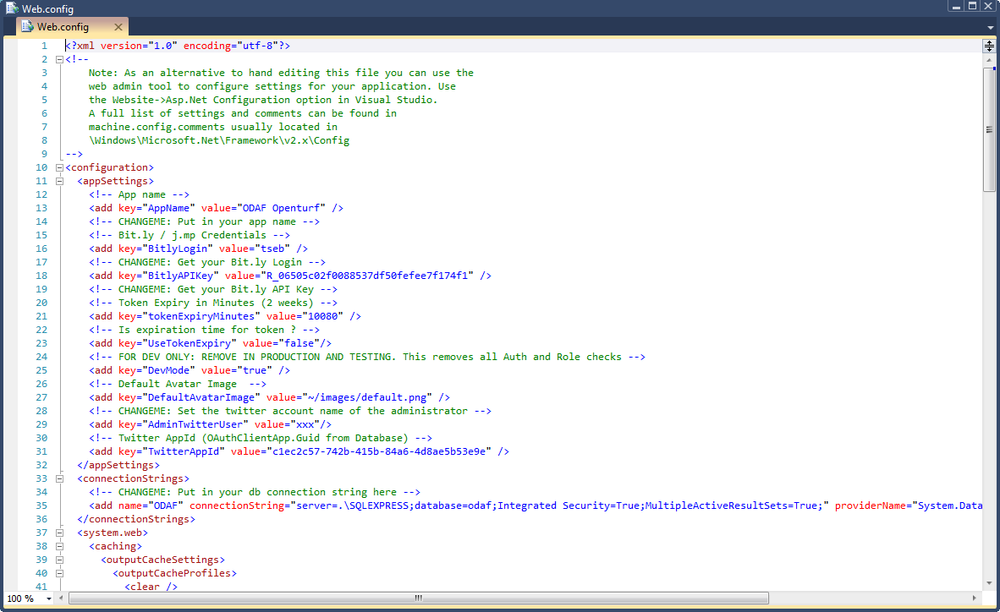 Web.config
Web.config
1 <?xml version="1.0" encoding="utf-8"?>
2 <!--
3 Note: As an alternative to hand editing this file you can use the
4 web admin tool to configure settings for your application. Use
5 the Website->Asp.Net Configuration option in Visual Studio.
6 A full list of settings and comments can be found in
7 machine.config.comments usually located in
8 \Windows\Microsoft.Net\Framework\v2.x\Config
9 -->
10 <configuration>
11 <appSettings>
12 <!-- App name -->
13 <add key="AppName" value="ODAF Openturf" />
14 <!-- CHANGEME: Put in your app name -->
15 <!-- Bit.ly / j.mp Credentials -->
16 <add key="BitlyLogin" value="tseb" />
17 <!-- CHANGEME: Get your Bit.ly Login -->
18 <add key="BitlyAPIKey" value="R_06505c02f0088537df50fefee7f174f1" />
19 <!-- CHANGEME: Get your Bit.ly API Key -->
20 <!-- Token Expiry in Minutes (2 weeks) -->
21 <add key="tokenExpiryMinutes" value="10080" />
22 <!-- Is expiration time for token ? -->
23 <add key="UseTokenExpiry" value="false"/>
24 <!-- FOR DEV ONLY: REMOVE IN PRODUCTION AND TESTING. This removes all Auth and Role checks -->
25 <add key="DevMode" value="true" />
26 <!-- Default Avatar Image  -->
27 <add key="DefaultAvatarImage" value="~/images/default.png" />
28 <!-- CHANGEME: Set the twitter account name of the administrator -->
29 <add key="AdminTwitterUser" value="xxx"/>
30 <!-- Twitter AppId (OAuthClientApp.Guid from Database) -->
31 <add key="TwitterAppId" value="c1ec2c57-742b-415b-84a6-4d8ae5b53e9e" />
32 </appSettings>
33 <connectionStrings>
34 <!-- CHANGEME: Put in your db connection string here -->
35 <add name="ODAF" connectionString="server=.\SQLEXPRESS;database=odaf;Integrated Security=True;MultipleActiveResultSets=True;" providerName="System.Data
36 </connectionStrings>
37 <system.web>
38 <caching>
39 <outputCacheSettings>
40 <outputCacheProfiles>
41 <clear />
100 %